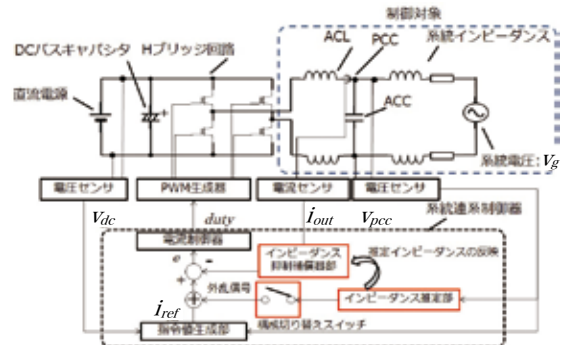 制御対象
DCバスキャパシタ
Hブリッジ回路
ACL
PCC
系統インピーダンス
直流電源
+
ACC
系統電圧: Vg
電圧センサ
PWM生成器
電流センサ
電圧センサ
系統連系制御器
Vdc
duty
iout
Vpcc
電流制御器
e
-
+
インピーダンス
抑制補償器部
推定インピーダンスの反映
外乱信号
インピーダンス推定部
iref
構成切り替えスイッチ
指令値生成部